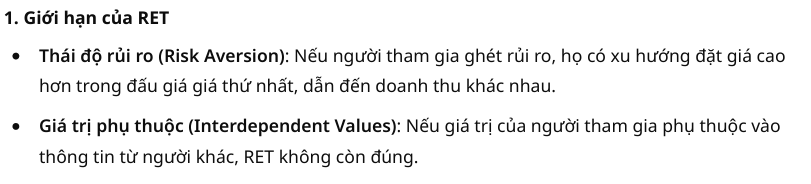 1. Giới hạn của RET
• Thái độ rủi ro (Risk Aversion): Nếu người tham gia ghét rủi ro, họ có xu hướng đặt giá cao
hơn trong đấu giá giá thứ nhất, dẫn đến doanh thu khác nhau.
• Giá trị phụ thuộc (Interdependent Values): Nếu giá trị của người tham gia phụ thuộc vào
thông tin từ người khác, RET không còn đúng.